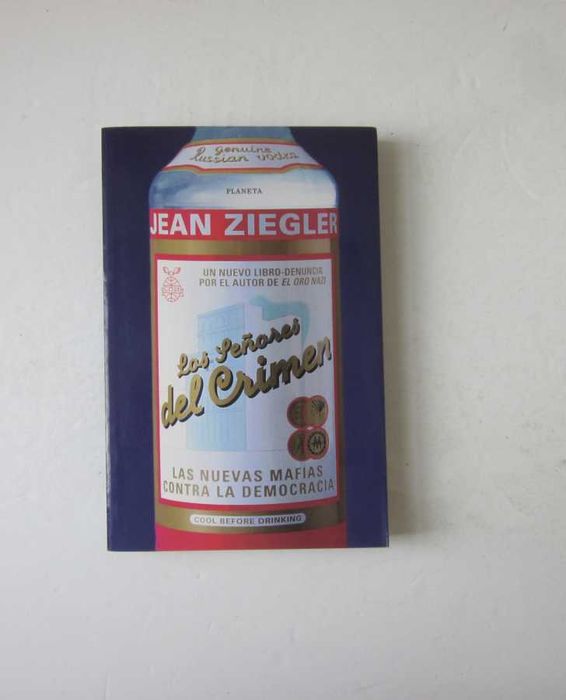 genuine
russian vodka
PLANETA
JEAN ZIEGLER
UN NUEVO LIBRO-DENUNCIA
POR EL AUTOR DE EL ORO NAZI
Los Señores
del Crimen
LAS NUEVAS MAFIAS
CONTRA LA DEMOCRACIA
COOL BEFORE DRINKING